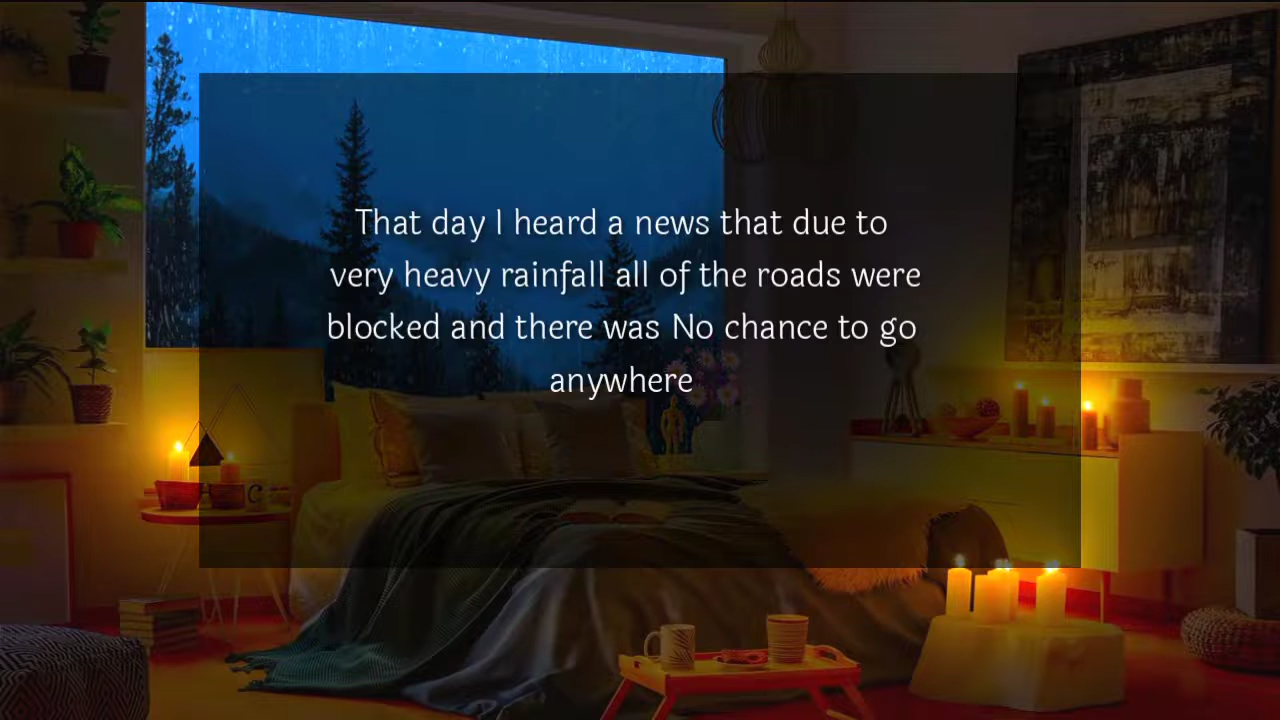 That day I heard a news that due to
very heavy rainfall all of the roads were
blocked and there was No chance to go
anywhere